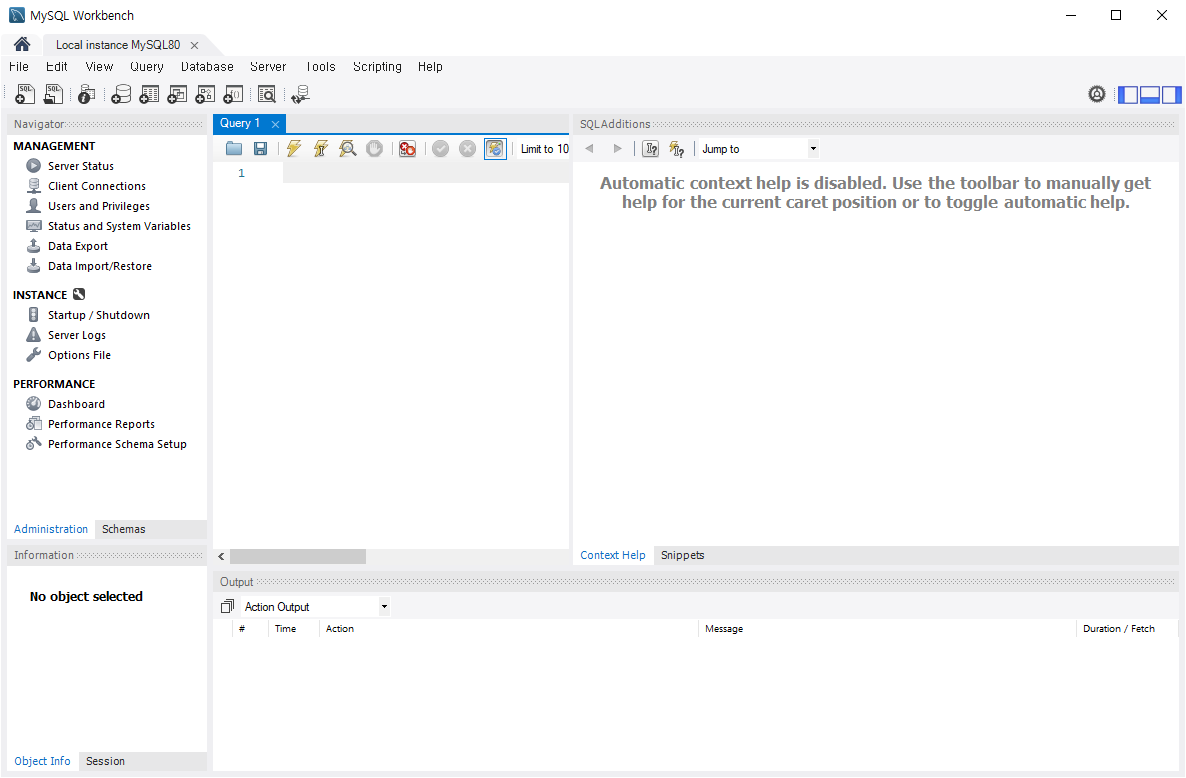 MySQL Workbench
Local instance MySQL80
File Edit View Query Database Server Tools Scripting Help
Navigator
MANAGEMENT
Server Status
Client Connections
Users and Privileges
Status and System Variables
Data Export
Data Import/Restore
INSTANCE
Startup / Shutdown
Server Logs
Options File
PERFORMANCE
Dashboard
Performance Reports
Performance Schema Setup
Administration Schemas
Information
No object selected
Object Info Session
Query 1
Limit to 10
1
SQLAdditions
Jump to
Automatic context help is disabled. Use the toolbar to manually get
help for the current caret position or to toggle automatic help.
Context Help Snippets
Output
Action Output
# Time Action Message Duration / Fetch